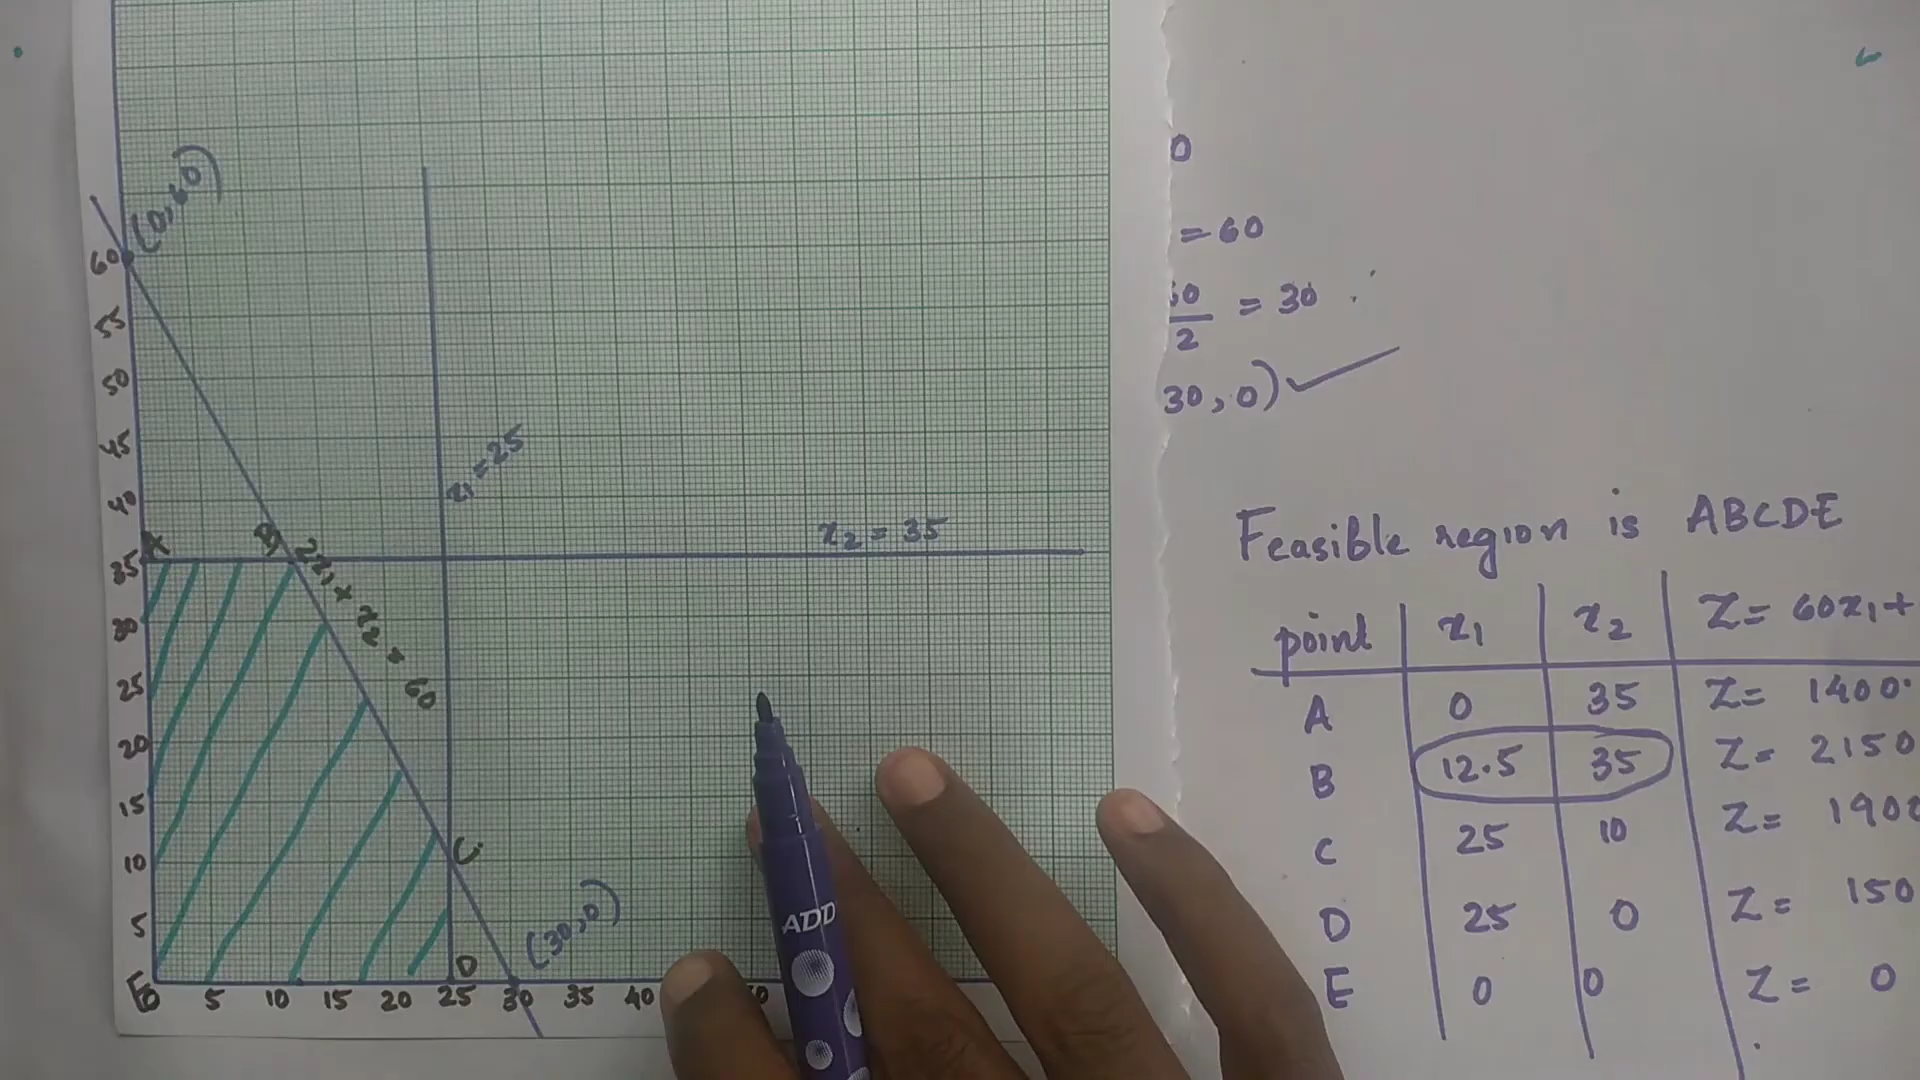 (0,60)
60
55
50
45
40
35
30
25
20
15
10
5
0
5
10
15
20
25
30
35
40
A
B
C
D
E
x₁=25
x₂ = 35
2x₁ + x₂ = 60
(30,0)
ADD
0
= 60
60/2 = 30
30,0)
Feasible region is ABCDE
point x₁ x₂ Z= 60x₁+
A 0 35 Z= 1400
B 12.5 35 Z= 2150
C 25 10 Z= 1900
D 25 0 Z= 150
E 0 0 Z= 0